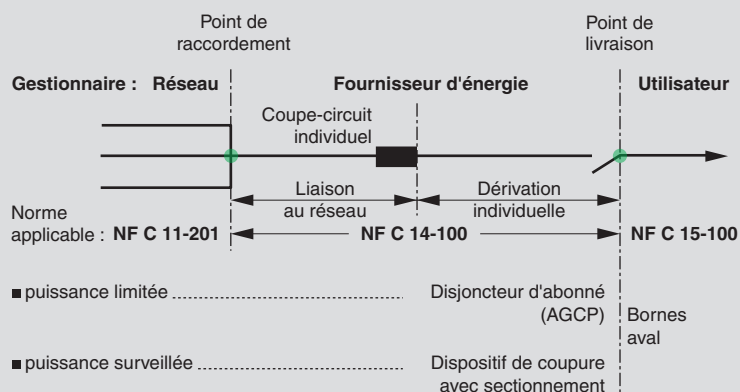 Point de
raccordement
Point de
livraison
Gestionnaire : Réseau
Fournisseur d'énergie
Utilisateur
Coupe-circuit
individuel
Liaison
au réseau
Dérivation
individuelle
Norme
applicable : NF C 11-201
NF C 14-100
NF C 15-100
■ puissance limitée ............................................ Disjoncteur d'abonné
(AGCP)
Bornes
aval
■ puissance surveillée ....................................... Dispositif de coupure
avec sectionnement